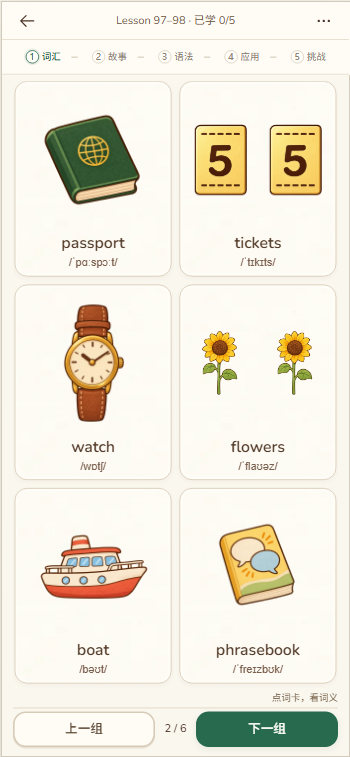 Lesson 97–98 · 已学 0/5
1 词汇 – 2 故事 – 3 语法 – 4 应用 – 5 挑战
5 5
passport
/ˈpɑːspɔːt/
tickets
/ˈtɪkɪts/
watch
/wɒtʃ/
flowers
/ˈflaʊəz/
boat
/bəʊt/
phrasebook
/ˈfreɪzbʊk/
点词卡，看词义
上一组 2 / 6 下一组